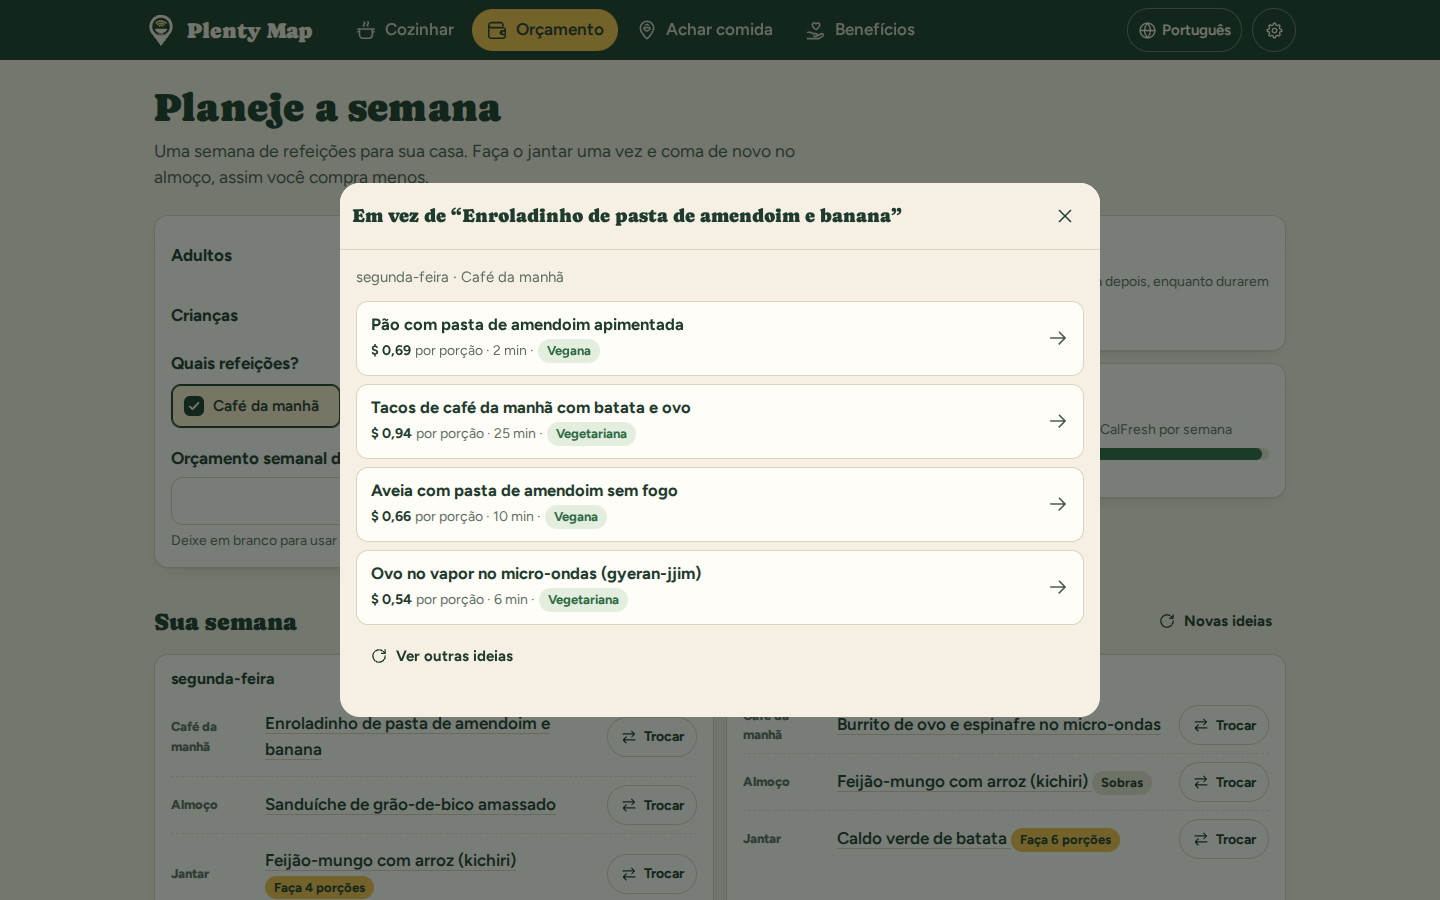 Plenty Map
Cozinhar
Orçamento
Achar comida
Benefícios
Português
Planeje a semana
Uma semana de refeições para sua casa. Faça o jantar uma vez e coma de novo no
almoço, assim você compra menos.
Adultos
Crianças
Quais refeições?
Café da manhã
Orçamento semanal d
Deixe em branco para usar
depois, enquanto durarem
CalFresh por semana
Em vez de “Enroladinho de pasta de amendoim e banana”
segunda-feira · Café da manhã
Pão com pasta de amendoim apimentada
$ 0,69 por porção · 2 min · Vegana
Tacos de café da manhã com batata e ovo
$ 0,94 por porção · 25 min · Vegetariana
Aveia com pasta de amendoim sem fogo
$ 0,66 por porção · 10 min · Vegana
Ovo no vapor no micro-ondas (gyeran-jjim)
$ 0,54 por porção · 6 min · Vegetariana
Ver outras ideias
Sua semana
Novas ideias
segunda-feira
Café da
manhã
Enroladinho de pasta de amendoim e
banana
Trocar
Almoço
Sanduíche de grão-de-bico amassado
Trocar
Jantar
Feijão-mungo com arroz (kichiri)
Faça 4 porções
Trocar
Café da
manhã
Burrito de ovo e espinafre no micro-ondas
Trocar
Almoço
Feijão-mungo com arroz (kichiri) Sobras
Trocar
Jantar
Caldo verde de batata Faça 6 porções
Trocar